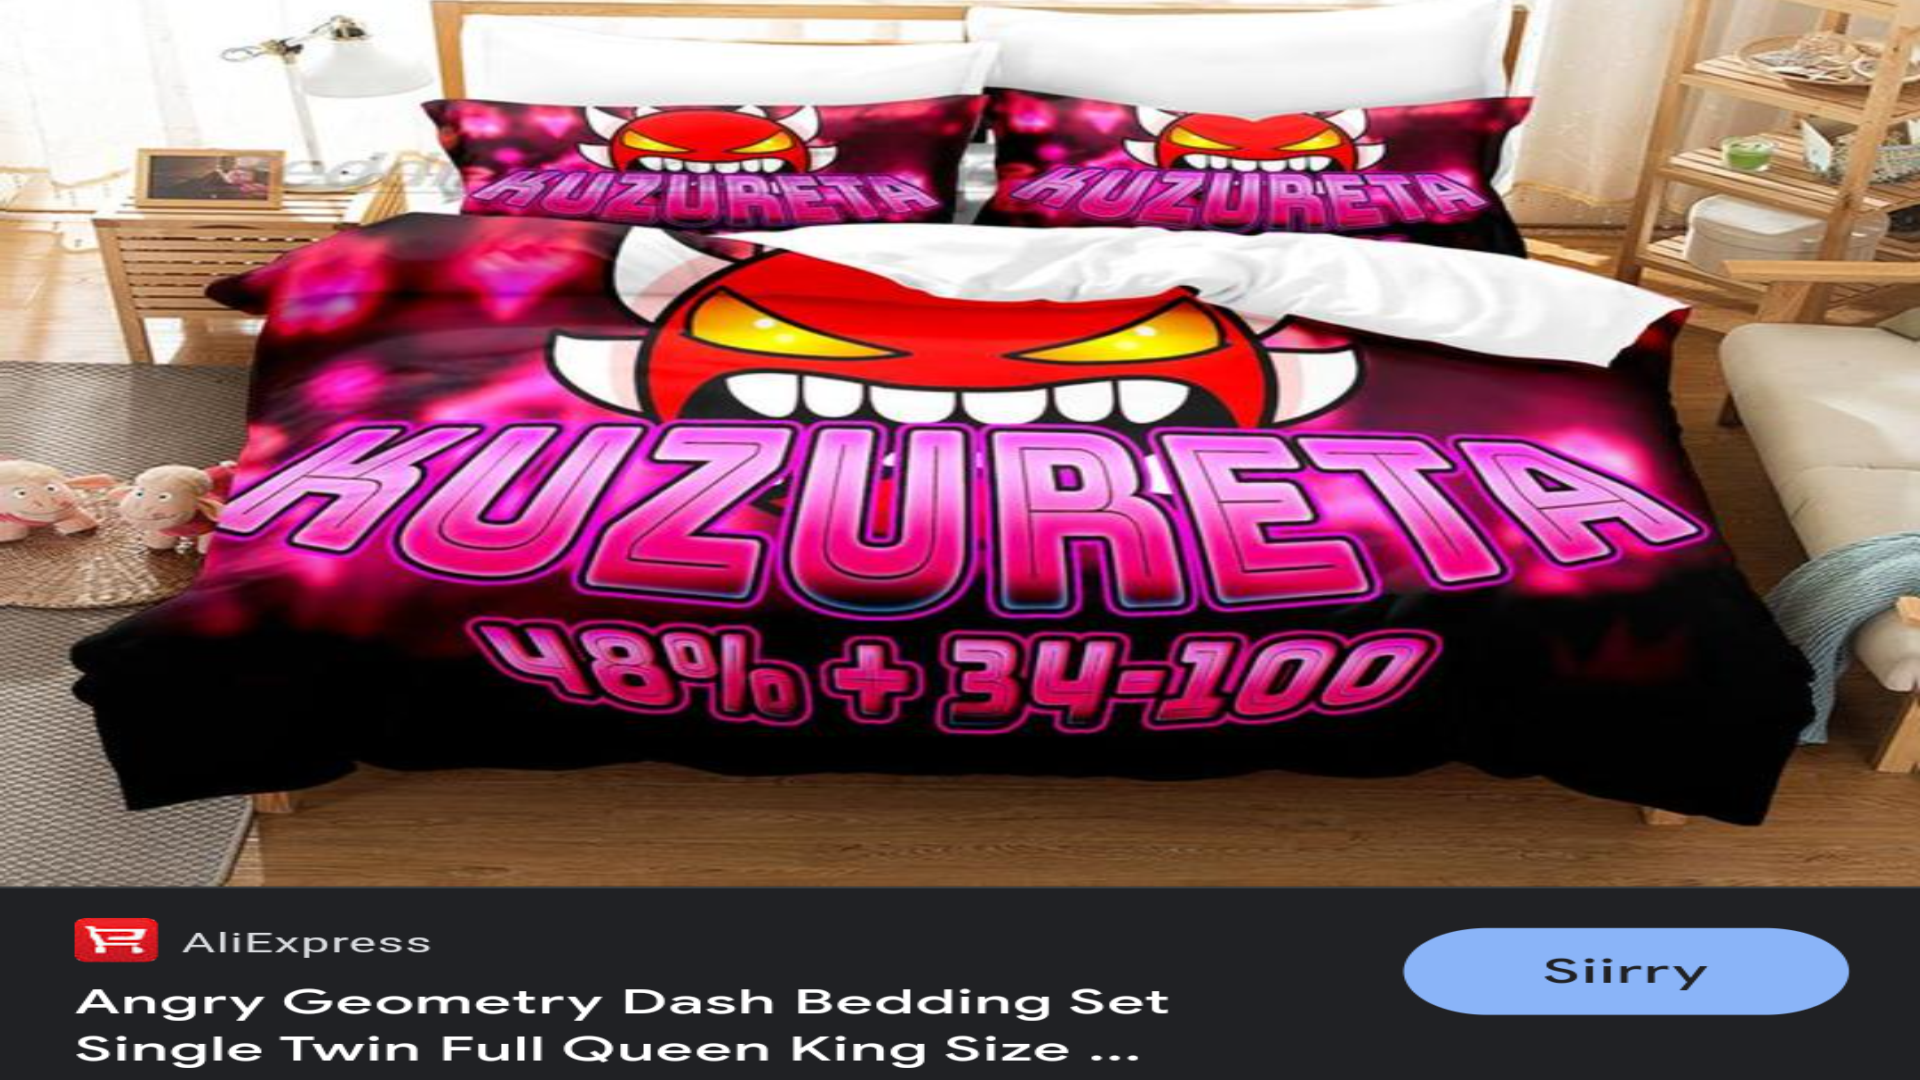 KUZURETA
KUZURETA
KUZURETA
48% + 34-100
AliExpress
Siirry
Angry Geometry Dash Bedding Set
Single Twin Full Queen King Size ...